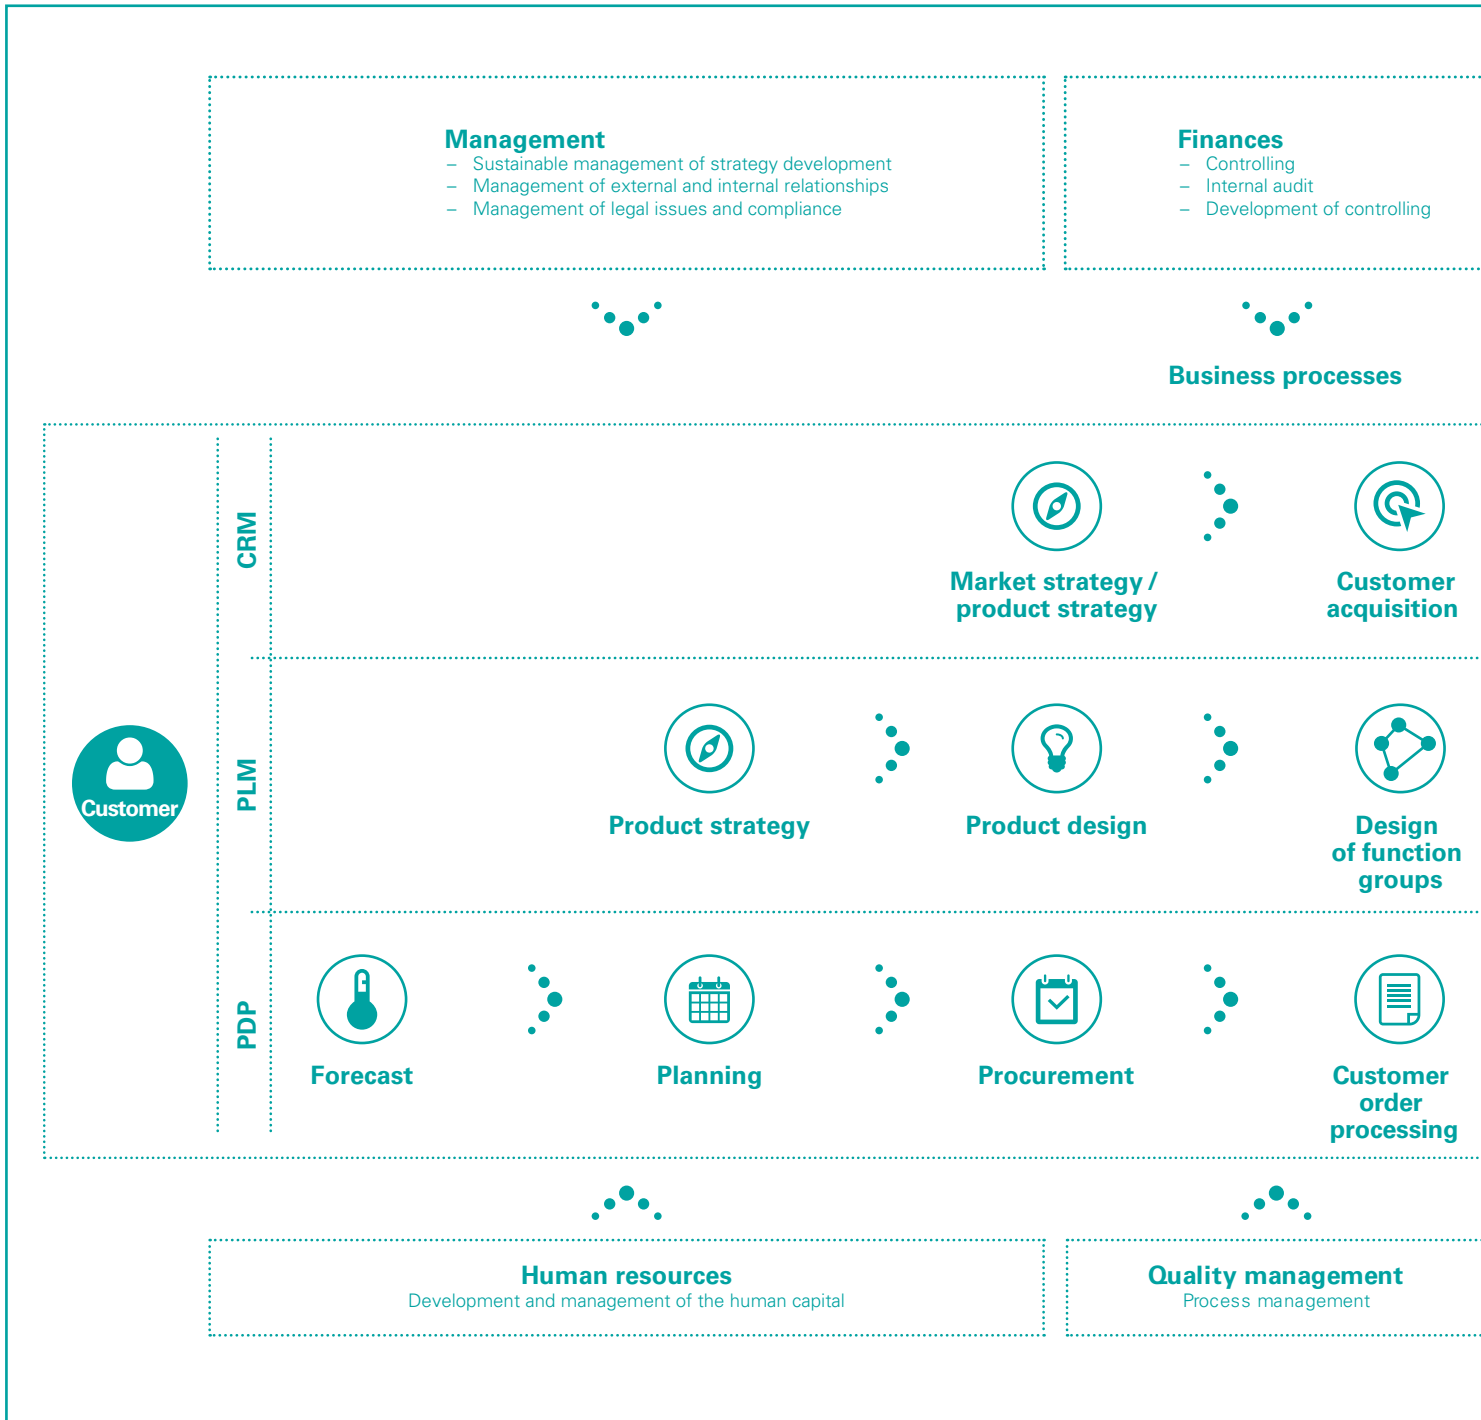 Management
– Sustainable management of strategy development
– Management of external and internal relationships
– Management of legal issues and compliance
Finances
– Controlling
– Internal audit
– Development of controlling
Business processes
CRM
Market strategy /
product strategy
Customer
acquisition
Customer
PLM
Product strategy
Product design
Design
of function
groups
PDP
Forecast
Planning
Procurement
Customer
order
processing
Human resources
Development and management of the human capital
Quality management
Process management